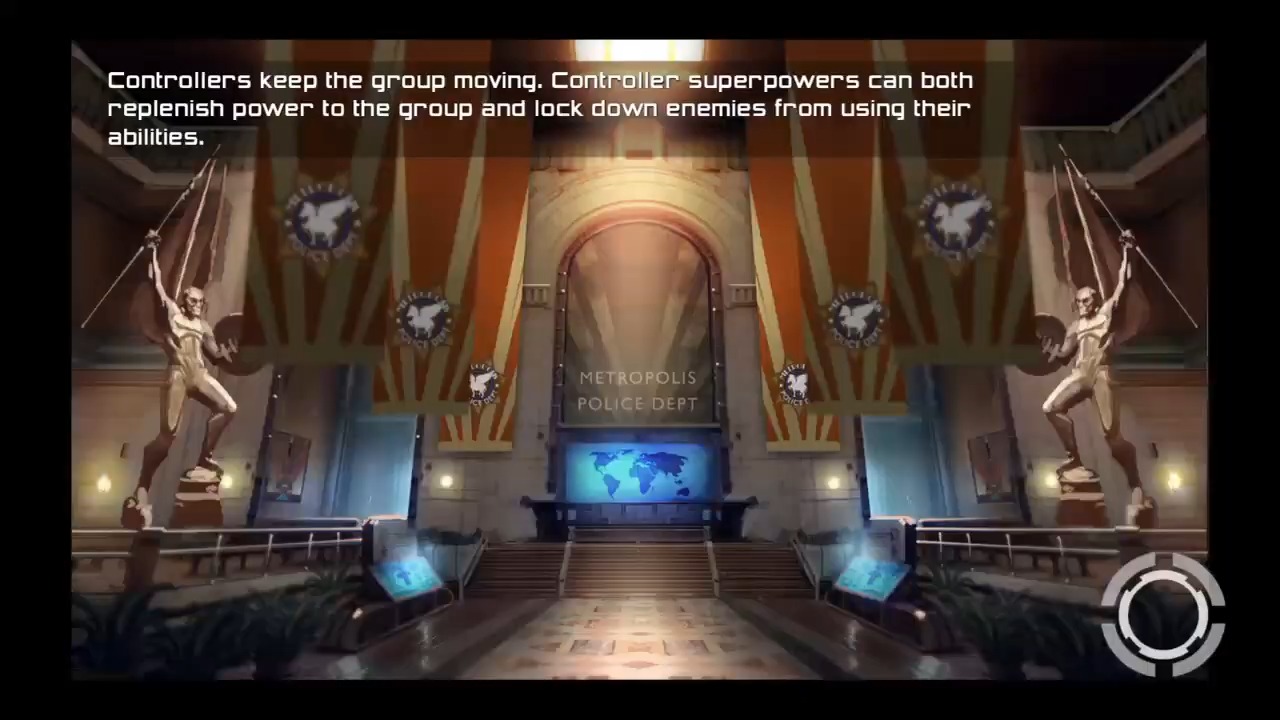 Controllers keep the group moving. Controller superpowers can both
replenish power to the group and lock down enemies from using their
abilities.
METROPOLIS
POLICE DEPT